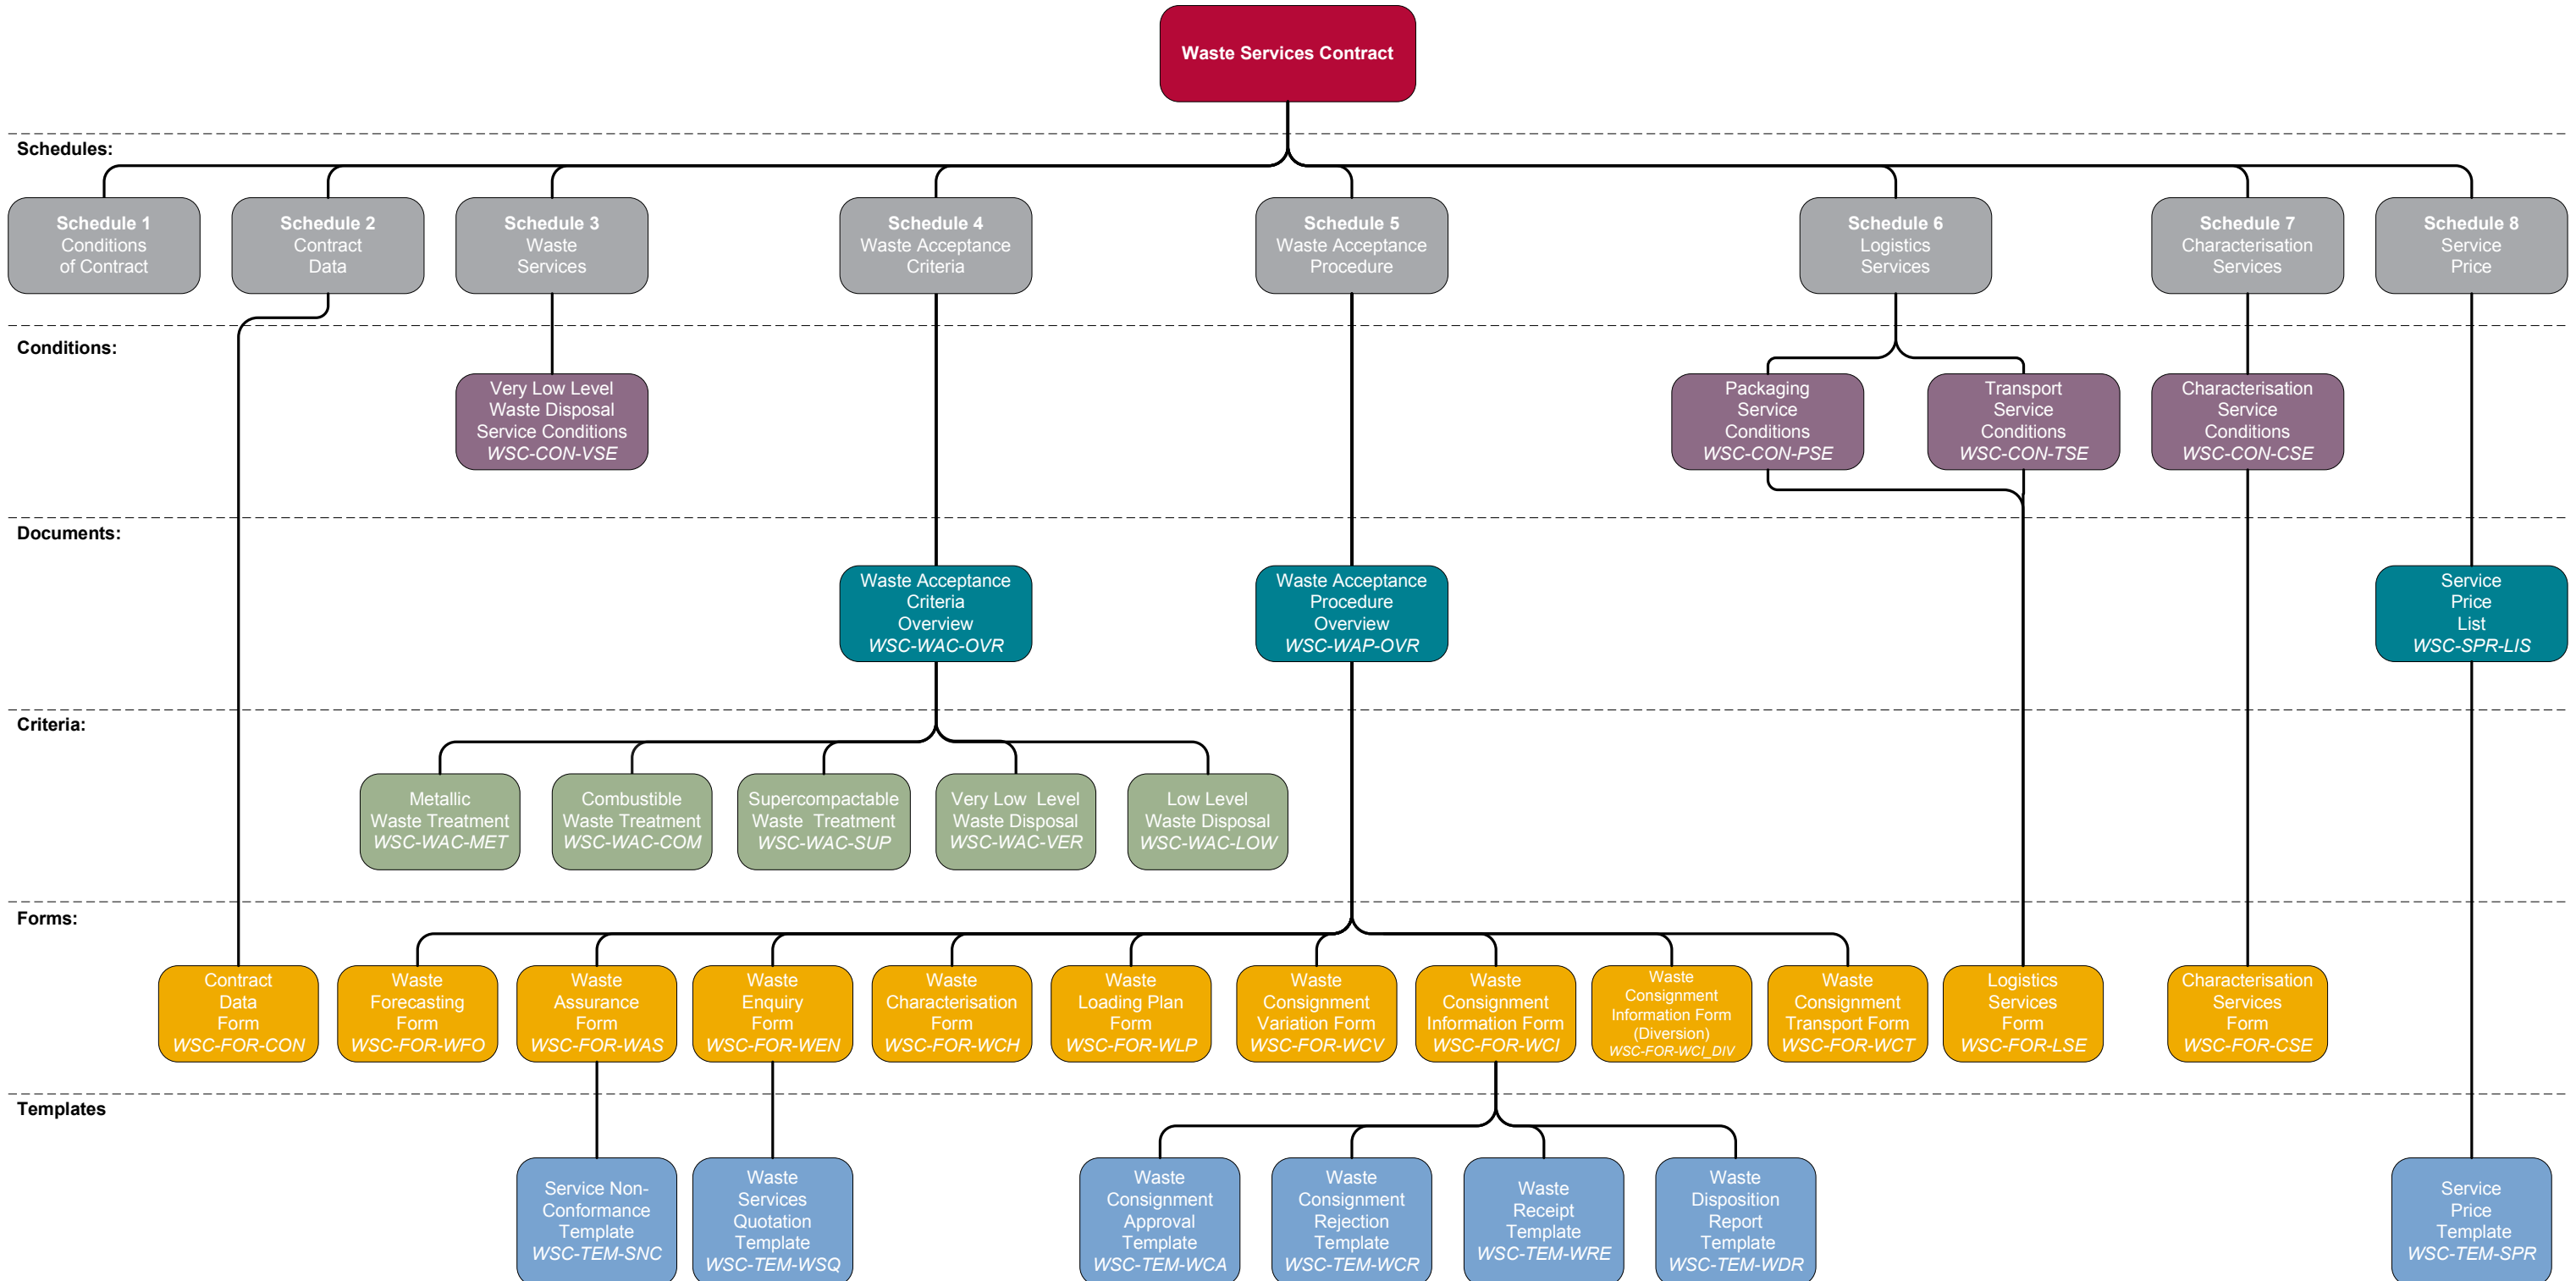 Waste Services Contract
Schedules:
Schedule 1
Conditions
of Contract
Schedule 2
Contract
Data
Schedule 3
Waste
Services
Schedule 4
Waste Acceptance
Criteria
Schedule 5
Waste Acceptance
Procedure
Schedule 6
Logistics
Services
Schedule 7
Characterisation
Services
Schedule 8
Service
Price
Conditions:
Very Low Level
Waste Disposal
Service Conditions
WSC-CON-VSE
Packaging
Service
Conditions
WSC-CON-PSE
Transport
Service
Conditions
WSC-CON-TSE
Characterisation
Service
Conditions
WSC-CON-CSE
Documents:
Waste Acceptance
Criteria
Overview
WSC-WAC-OVR
Waste Acceptance
Procedure
Overview
WSC-WAP-OVR
Service
Price
List
WSC-SPR-LIS
Criteria:
Metallic
Waste Treatment
WSC-WAC-MET
Combustible
Waste Treatment
WSC-WAC-COM
Supercompactable
Waste Treatment
WSC-WAC-SUP
Very Low Level
Waste Disposal
WSC-WAC-VER
Low Level
Waste Disposal
WSC-WAC-LOW
Forms:
Contract
Data
Form
WSC-FOR-CON
Waste
Forecasting
Form
WSC-FOR-WFO
Waste
Assurance
Form
WSC-FOR-WAS
Waste
Enquiry
Form
WSC-FOR-WEN
Waste
Characterisation
Form
WSC-FOR-WCH
Waste
Loading Plan
Form
WSC-FOR-WLP
Waste
Consignment
Variation Form
WSC-FOR-WCV
Waste
Consignment
Information Form
WSC-FOR-WCI
Waste
Consignment
Information Form
(Diversion)
WSC-FOR-WCI_DIV
Waste
Consignment
Transport Form
WSC-FOR-WCT
Logistics
Services
Form
WSC-FOR-LSE
Characterisation
Services
Form
WSC-FOR-CSE
Templates
Service Non-
Conformance
Template
WSC-TEM-SNC
Waste
Services
Quotation
Template
WSC-TEM-WSQ
Waste
Consignment
Approval
Template
WSC-TEM-WCA
Waste
Consignment
Rejection
Template
WSC-TEM-WCR
Waste
Receipt
Template
WSC-TEM-WRE
Waste
Disposition
Report
Template
WSC-TEM-WDR
Service
Price
Template
WSC-TEM-SPR